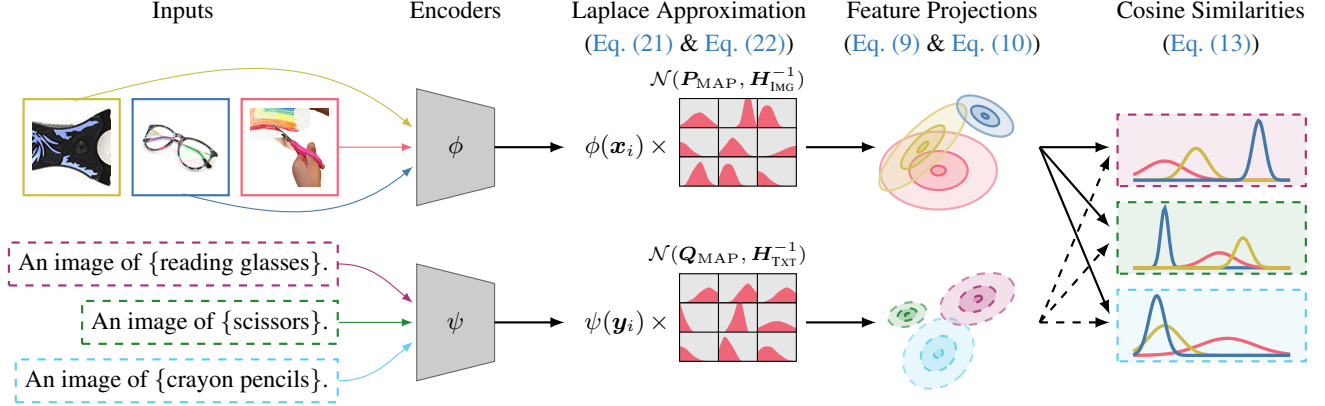 Inputs
Encoders
Laplace Approximation
(Eq. (21) & Eq. (22))
Feature Projections
(Eq. (9) & Eq. (10))
Cosine Similarities
(Eq. (13))
𝒩(P_MAP, H_IMG^{-1})
ϕ
ϕ(x_i) ×
An image of {reading glasses}.
An image of {scissors}.
An image of {crayon pencils}.
ψ
𝒩(Q_MAP, H_TXT^{-1})
ψ(y_i) ×